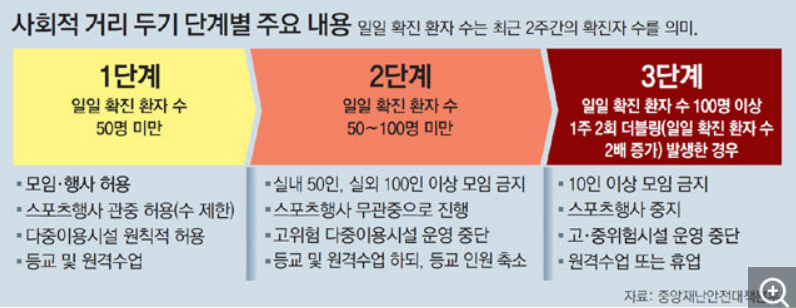 사회적 거리 두기 단계별 주요 내용 일일 확진 환자 수는 최근 2주간의 확진자 수를 의미.
1단계
일일 확진 환자 수
50명 미만
2단계
일일 확진 환자 수
50~100명 미만
3단계
일일 확진 환자 수 100명 이상
1주 2회 더블링(일일 확진 환자 수
2배 증가) 발생한 경우
▪모임·행사 허용
▪스포츠행사 관중 허용(수 제한)
▪다중이용시설 원칙적 허용
▪등교 및 원격수업
▪실내 50인, 실외 100인 이상 모임 금지
▪스포츠행사 무관중으로 진행
▪고위험 다중이용시설 운영 중단
▪등교 및 원격수업 하되, 등교 인원 축소
▪10인 이상 모임 금지
▪스포츠행사 중지
▪고·중위험시설 운영 중단
▪원격수업 또는 휴업
자료: 중앙재난안전대책